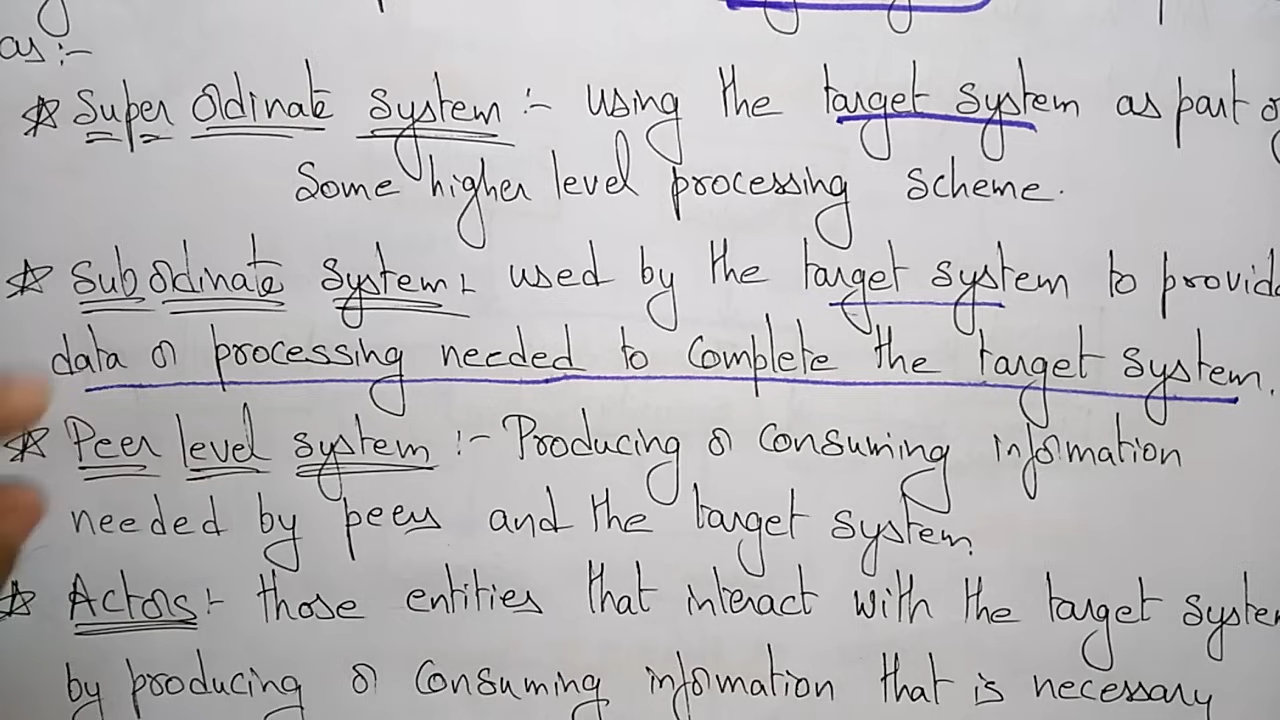 as :-
☆ Super Ordinate system :- using the target system as part of
Some higher level processing Scheme.
☆ Subordinate system :- used by the target system to provide
data or processing needed to complete the target system.
☆ Peer level system :- Producing or Consuming information
needed by peers and the target system.
☆ Actors :- those entities that interact with the target system
by producing or Consuming information that is necessary